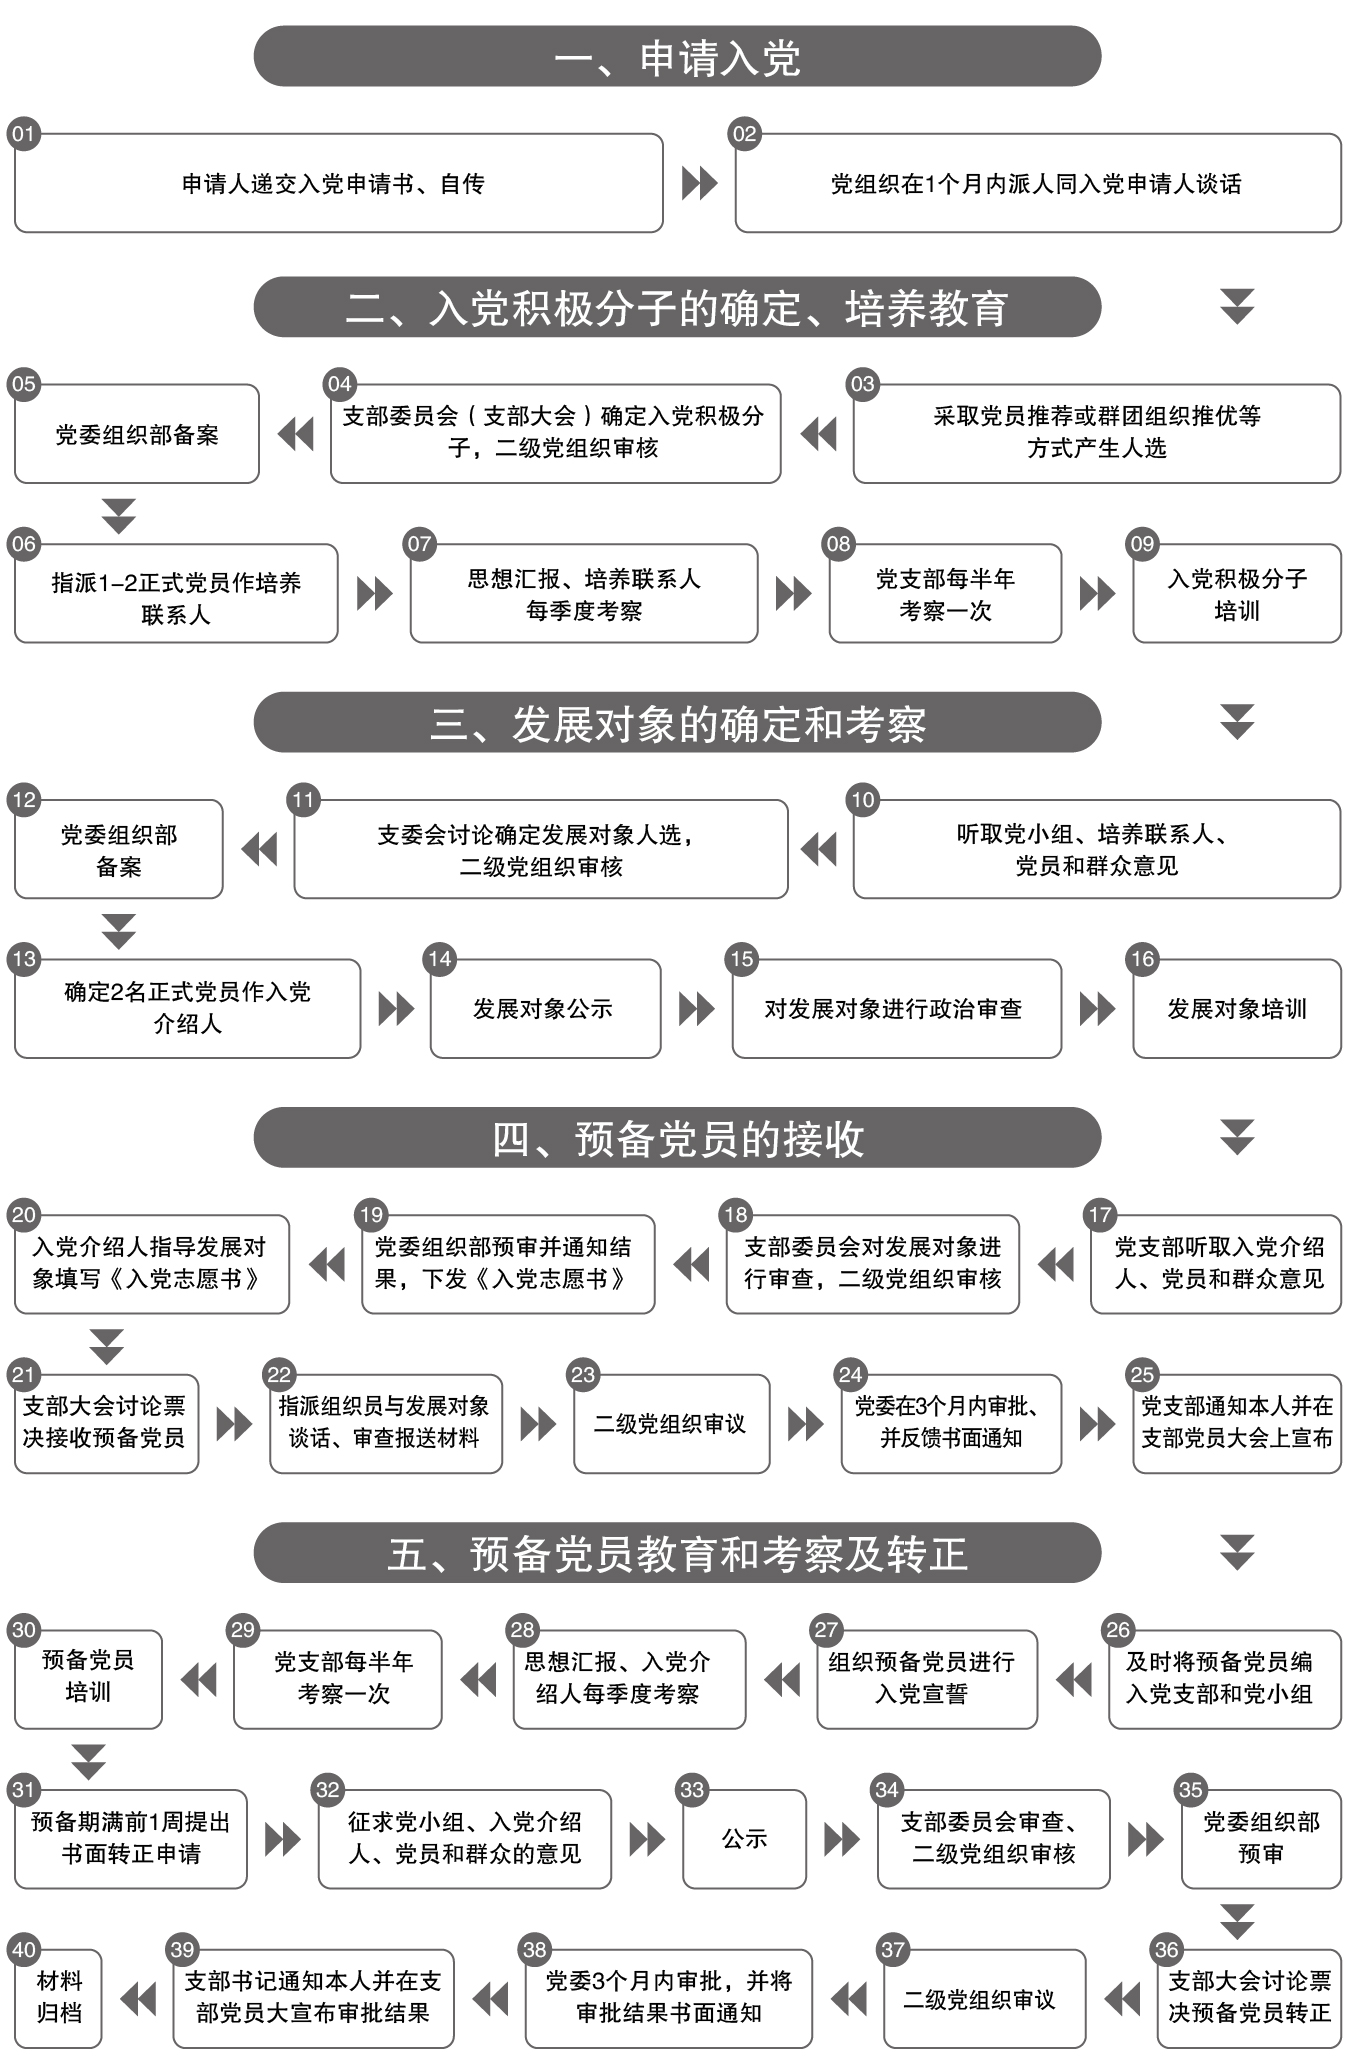 一、申请入党
01
申请人递交入党申请书、自传
02
党组织在1个月内派人同入党申请人谈话
二、入党积极分子的确定、培养教育
03
采取党员推荐或群团组织推优等
方式产生人选
04
支部委员会（支部大会）确定入党积极分
子，二级党组织审核
05
党委组织部备案
06
指派1-2正式党员作培养
联系人
07
思想汇报、培养联系人
每季度考察
08
党支部每半年
考察一次
09
入党积极分子
培训
三、发展对象的确定和考察
10
听取党小组、培养联系人、
党员和群众意见
11
支委会讨论确定发展对象人选，
二级党组织审核
12
党委组织部
备案
13
确定2名正式党员作入党
介绍人
14
发展对象公示
15
对发展对象进行政治审查
16
发展对象培训
四、预备党员的接收
17
党支部听取入党介绍
人、党员和群众意见
18
支部委员会对发展对象进
行审查，二级党组织审核
19
党委组织部预审并通知结
果，下发《入党志愿书》
20
入党介绍人指导发展对
象填写《入党志愿书》
21
支部大会讨论票
决接收预备党员
22
指派组织员与发展对象
谈话、审查报送材料
23
二级党组织审议
24
党委在3个月内审批、
并反馈书面通知
25
党支部通知本人并在
支部党员大会上宣布
五、预备党员教育和考察及转正
26
及时将预备党员编
入党支部和党小组
27
组织预备党员进行
入党宣誓
28
思想汇报、入党介
绍人每季度考察
29
党支部每半年
考察一次
30
预备党员
培训
31
预备期满前1周提出
书面转正申请
32
征求党小组、入党介绍
人、党员和群众的意见
33
公示
34
支部委员会审查、
二级党组织审核
35
党委组织部
预审
36
支部大会讨论票
决预备党员转正
37
二级党组织审议
38
党委3个月内审批，并将
审批结果书面通知
39
支部书记通知本人并在支
部党员大宣布审批结果
40
材料
归档